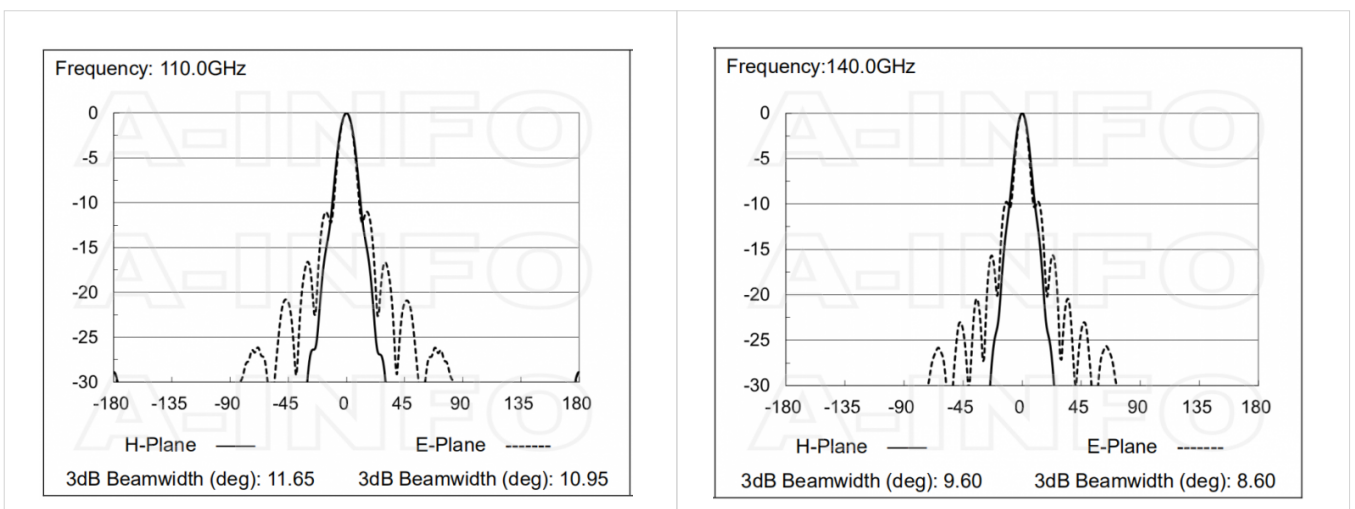 Frequency: 110.0GHz
A-INFO
A-INFO
A-INFO
0
-5
-10
-15
-20
-25
-30
-180 -135 -90 -45 0 45 90 135 180
H-Plane E-Plane
3dB Beamwidth (deg): 11.65 3dB Beamwidth (deg): 10.95
Frequency:140.0GHz
A-INFO
A-INFO
A-INFO
0
-5
-10
-15
-20
-25
-30
-180 -135 -90 -45 0 45 90 135 180
H-Plane E-Plane
3dB Beamwidth (deg): 9.60 3dB Beamwidth (deg): 8.60